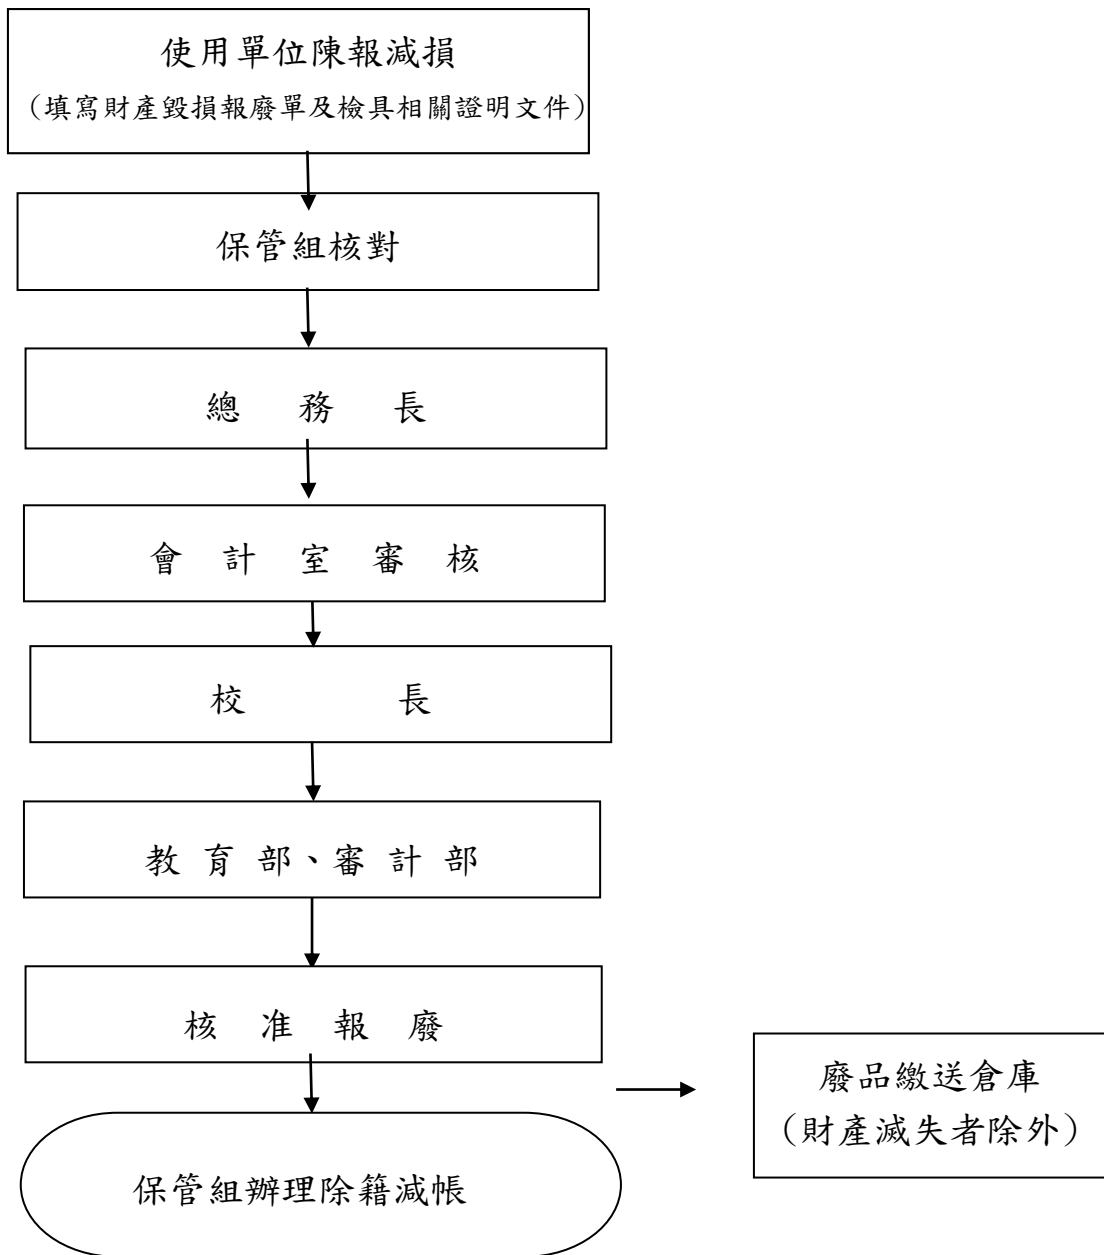 使用單位陳報減損
(填寫財產毀損報廢單及檢具相關證明文件)
保管組核對
總務長
會計室審核
校長
教育部、審計部
核准報廢
廢品繳送倉庫
(財產滅失者除外)
保管組辦理除籍減帳